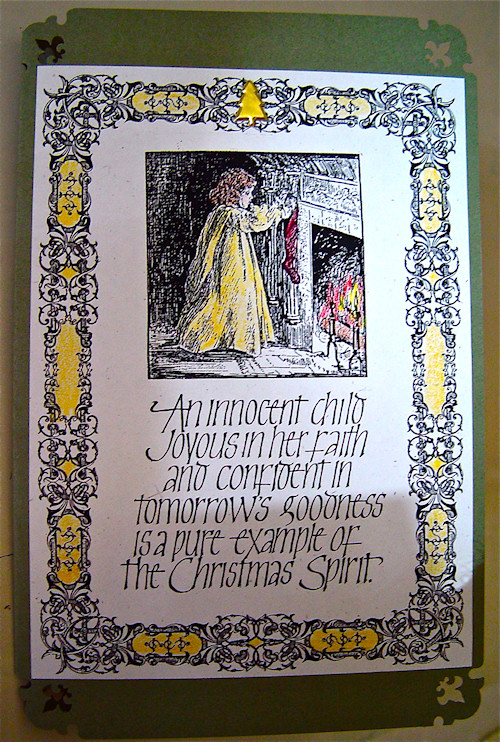 An innocent child
Joyous in her faith
and confident in
tomorrow's goodness
is a pure example of
the Christmas Spirit.